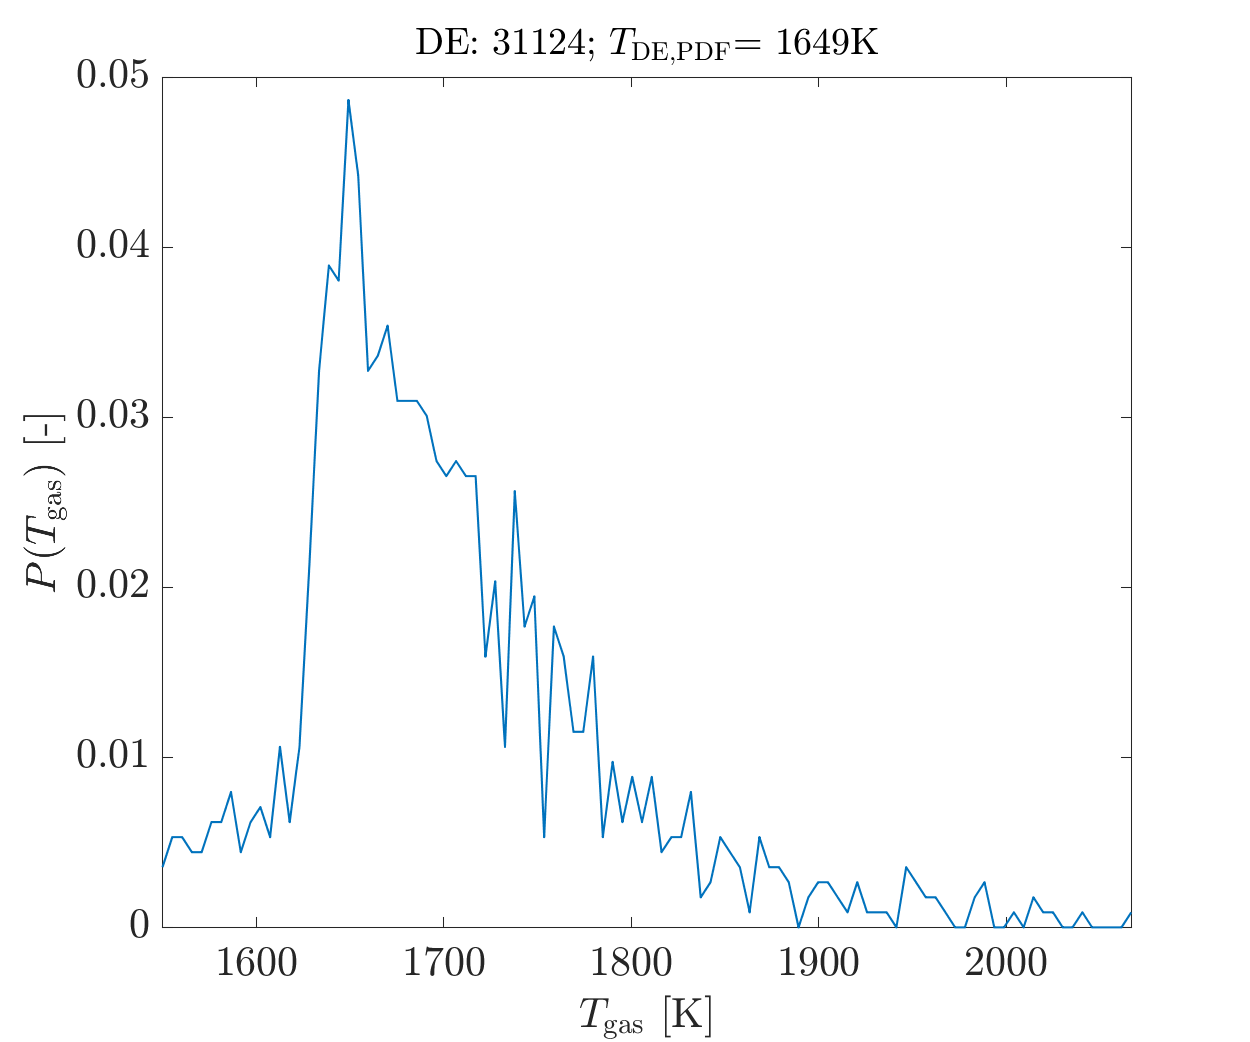 DE: 31124; T_DE,PDF= 1649K
0.05
0.04
0.03
0.02
0.01
0
P(T_gas) [-]
1600 1700 1800 1900 2000
T_gas [K]